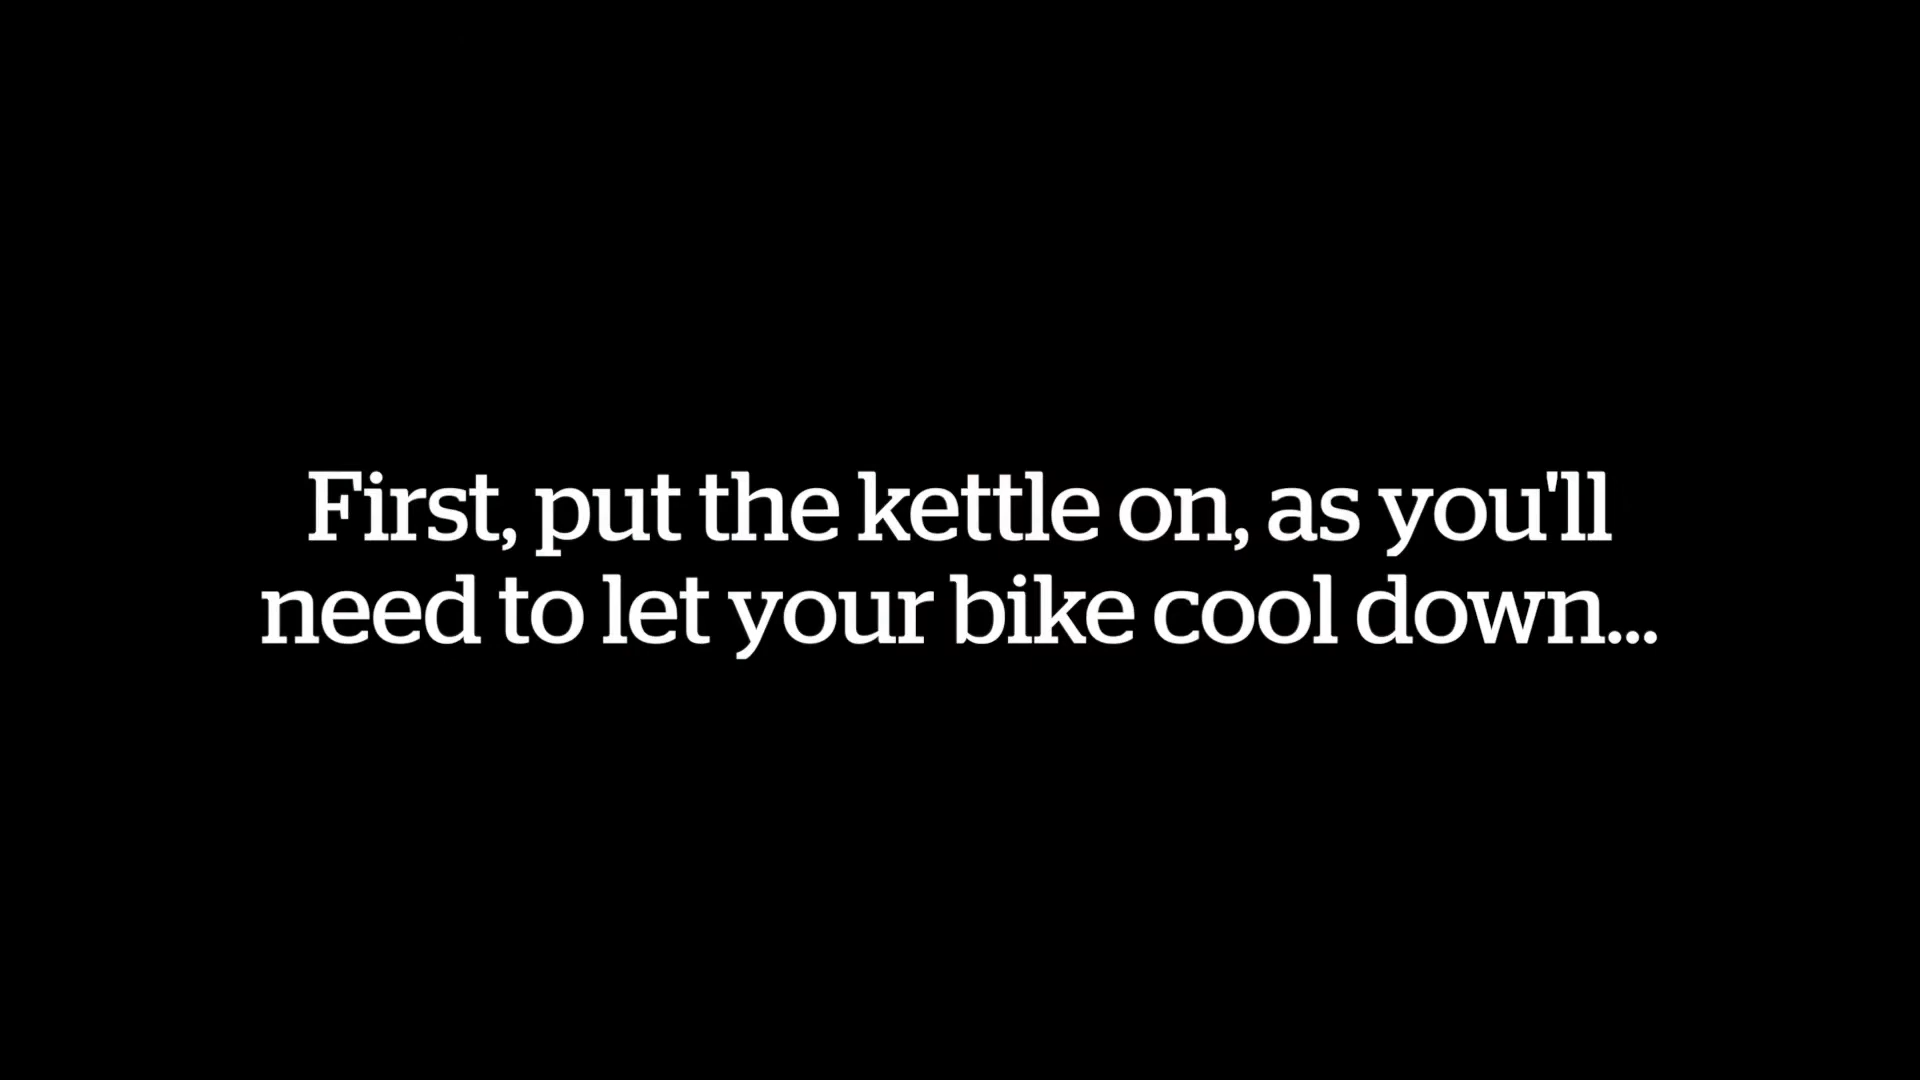 First, put the kettle on, as you'll
need to let your bike cool down...